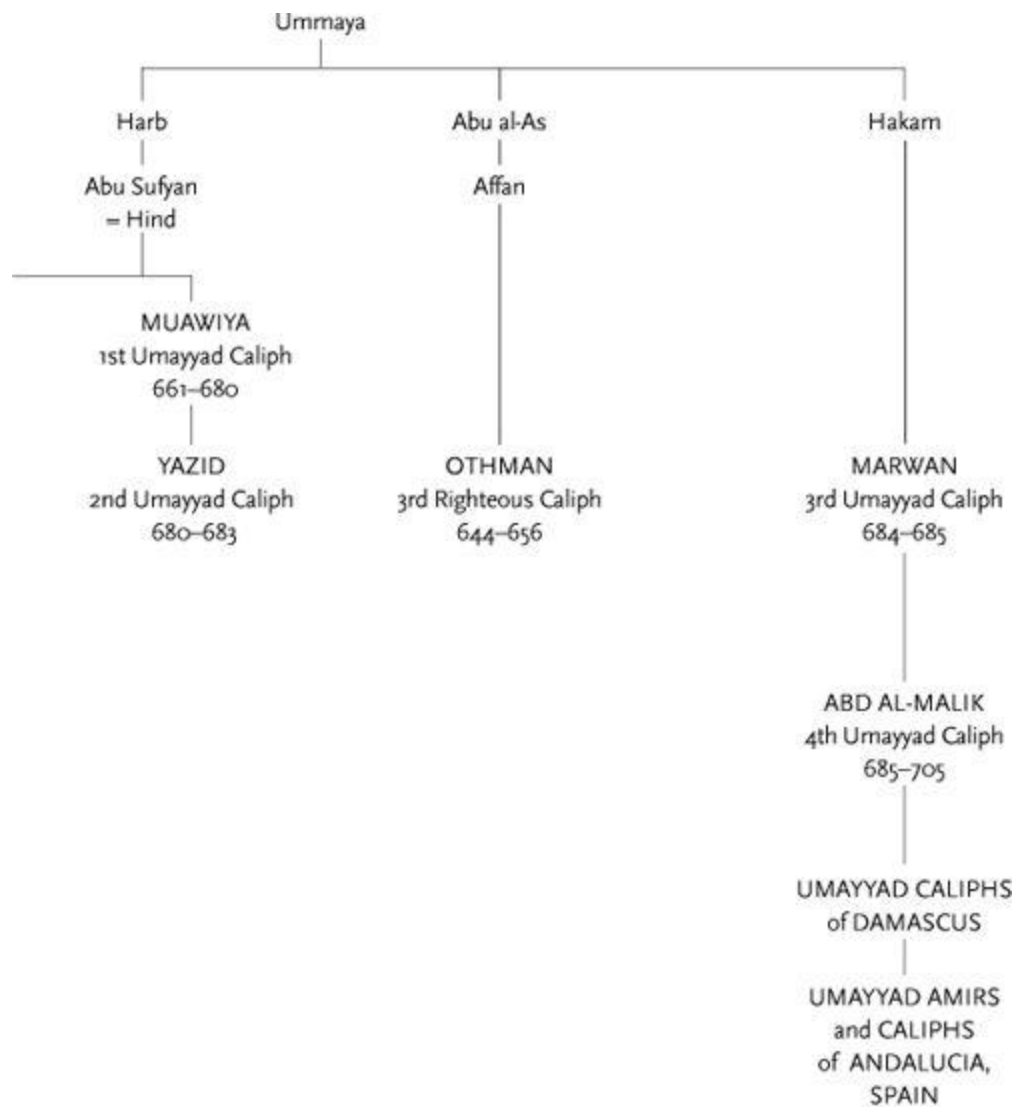 Ummaya
Harb
Abu al-As
Hakam
Abu Sufyan
= Hind
Affan
MUAWIYA
1st Umayyad Caliph
661–680
YAZID
2nd Umayyad Caliph
680–683
OTHMAN
3rd Righteous Caliph
644–656
MARWAN
3rd Umayyad Caliph
684–685
ABD AL-MALIK
4th Umayyad Caliph
685–705
UMAYYAD CALIPHS
of DAMASCUS
UMAYYAD AMIRS
and CALIPHS
of ANDALUCIA,
SPAIN